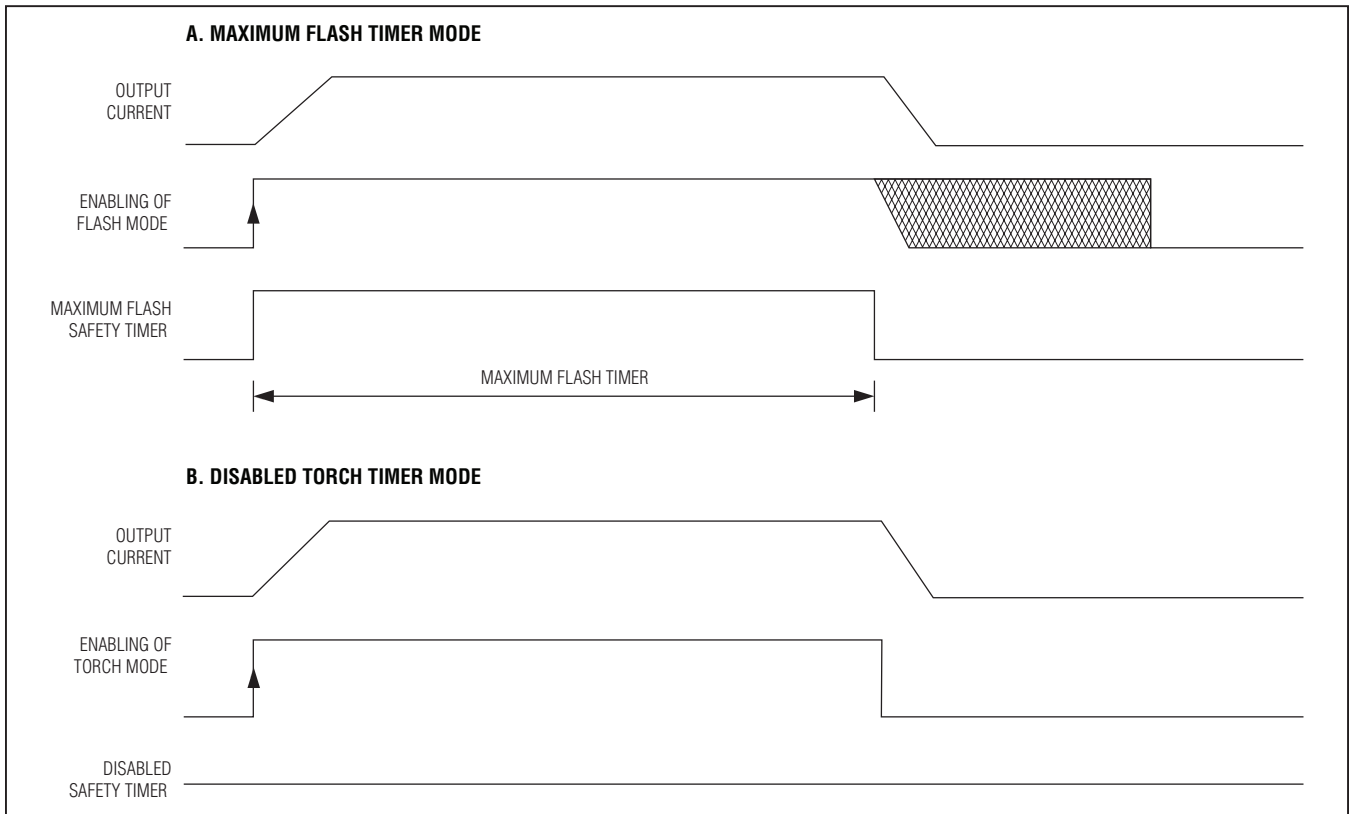 A. MAXIMUM FLASH TIMER MODE
OUTPUT
CURRENT
ENABLING OF
FLASH MODE
MAXIMUM FLASH
SAFETY TIMER
MAXIMUM FLASH TIMER
B. DISABLED TORCH TIMER MODE
OUTPUT
CURRENT
ENABLING OF
TORCH MODE
DISABLED
SAFETY TIMER